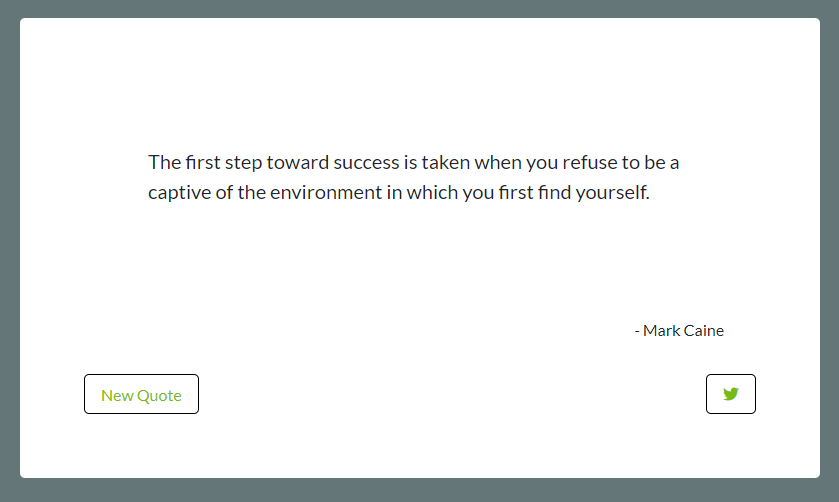 The first step toward success is taken when you refuse to be a
captive of the environment in which you first find yourself.
- Mark Caine
New Quote